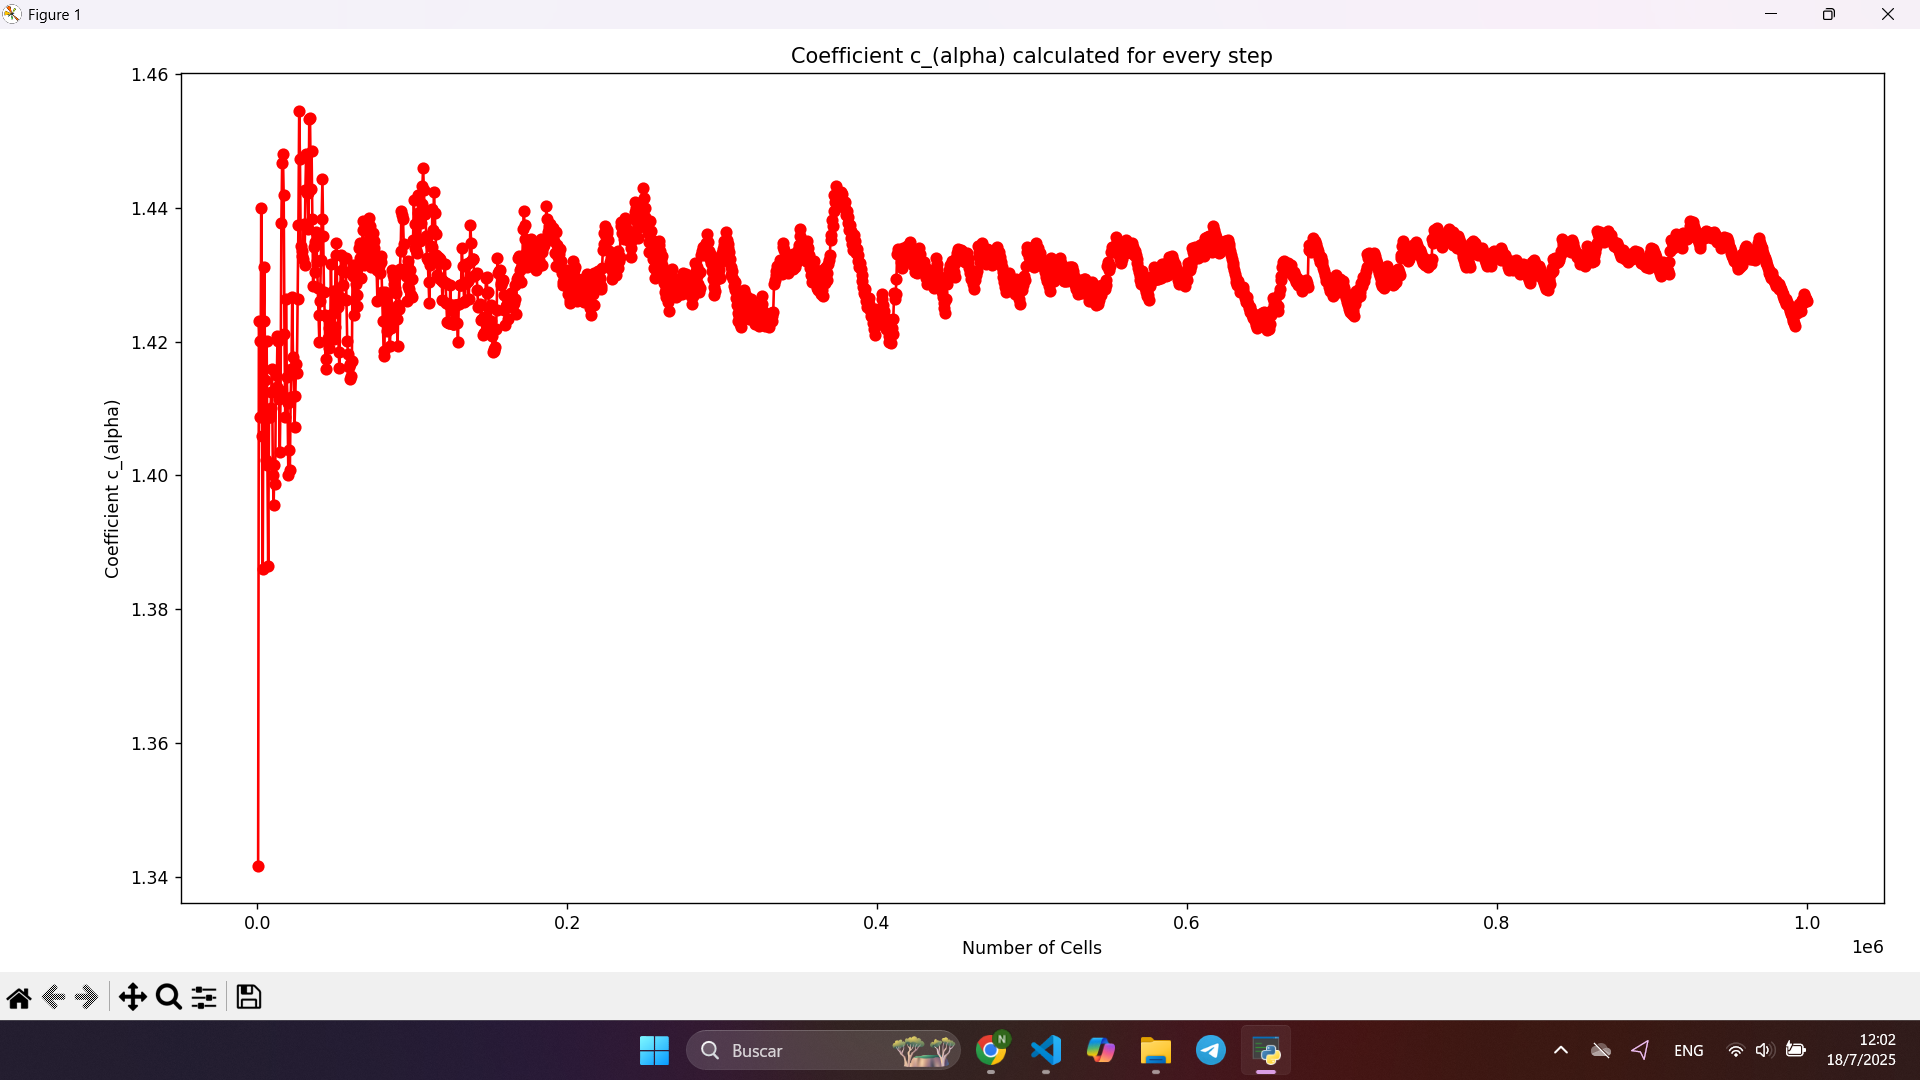 Figure 1
Coefficient c_(alpha) calculated for every step
1.46
1.44
1.42
1.40
1.38
1.36
1.34
Coefficient c_(alpha)
0.0 0.2 0.4 0.6 0.8 1.0
1e6
Number of Cells
Buscar
N
ENG
12:02
18/7/2025